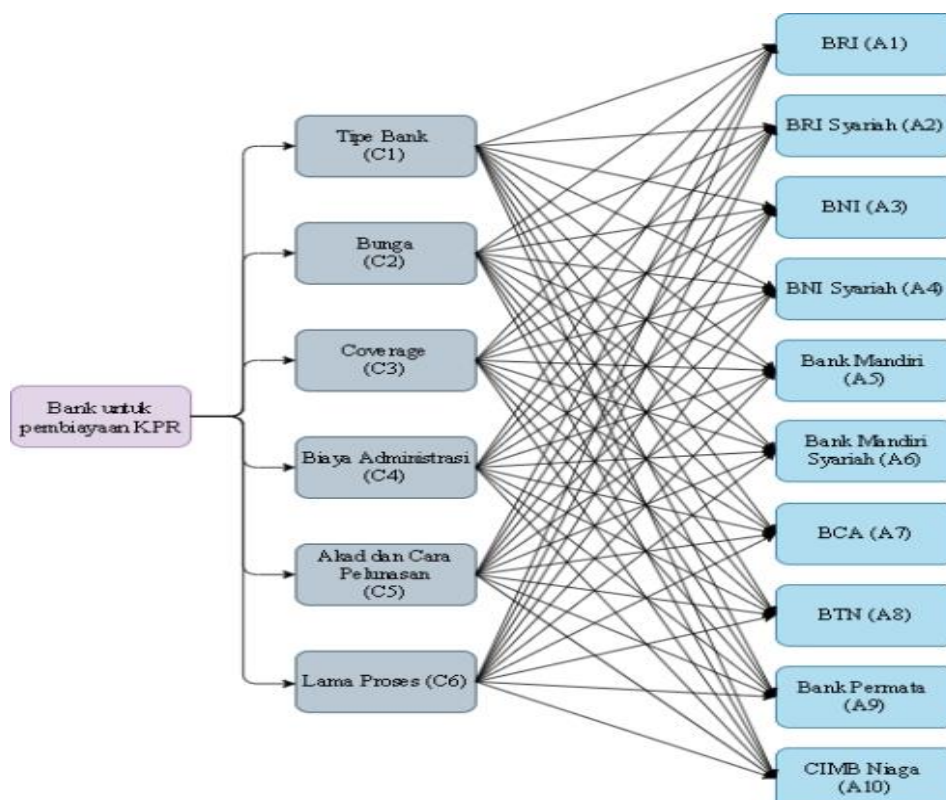 Bank untuk
pembiayaan KPR
Tipe Bank
(C1)
Bunga
(C2)
Coverage
(C3)
Biaya Administrasi
(C4)
Akad dan Cara
Pelunasan
(C5)
Lama Proses (C6)
BRI (A1)
BRI Syariah (A2)
BNI (A3)
BNI Syariah (A4)
Bank Mandiri
(A5)
Bank Mandiri
Syariah (A6)
BCA (A7)
BTN (A8)
Bank Permata
(A9)
CIMB Niaga
(A10)